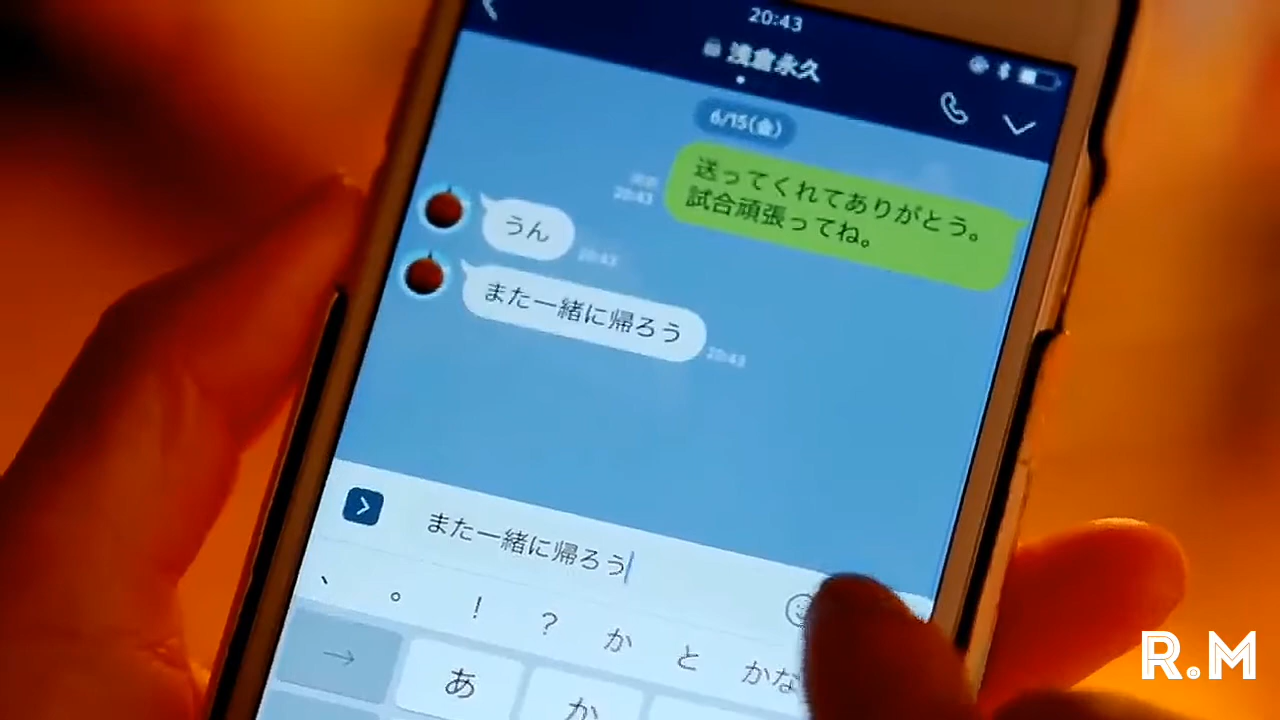 20:43
浅倉永久
6/15(金)
送ってくれてありがとう。
試合頑張ってね。
20:43
うん
20:43
また一緒に帰ろう
20:43
また一緒に帰ろう
、 。 ! ? か と かな
→ あ か
R.M